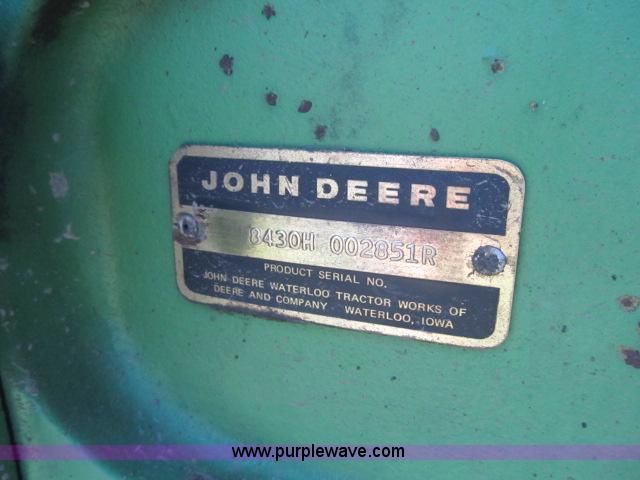 JOHN DEERE
8430H 002851R
PRODUCT SERIAL NO.
JOHN DEERE WATERLOO TRACTOR WORKS OF
DEERE AND COMPANY WATERLOO, IOWA
www.purplewave.com